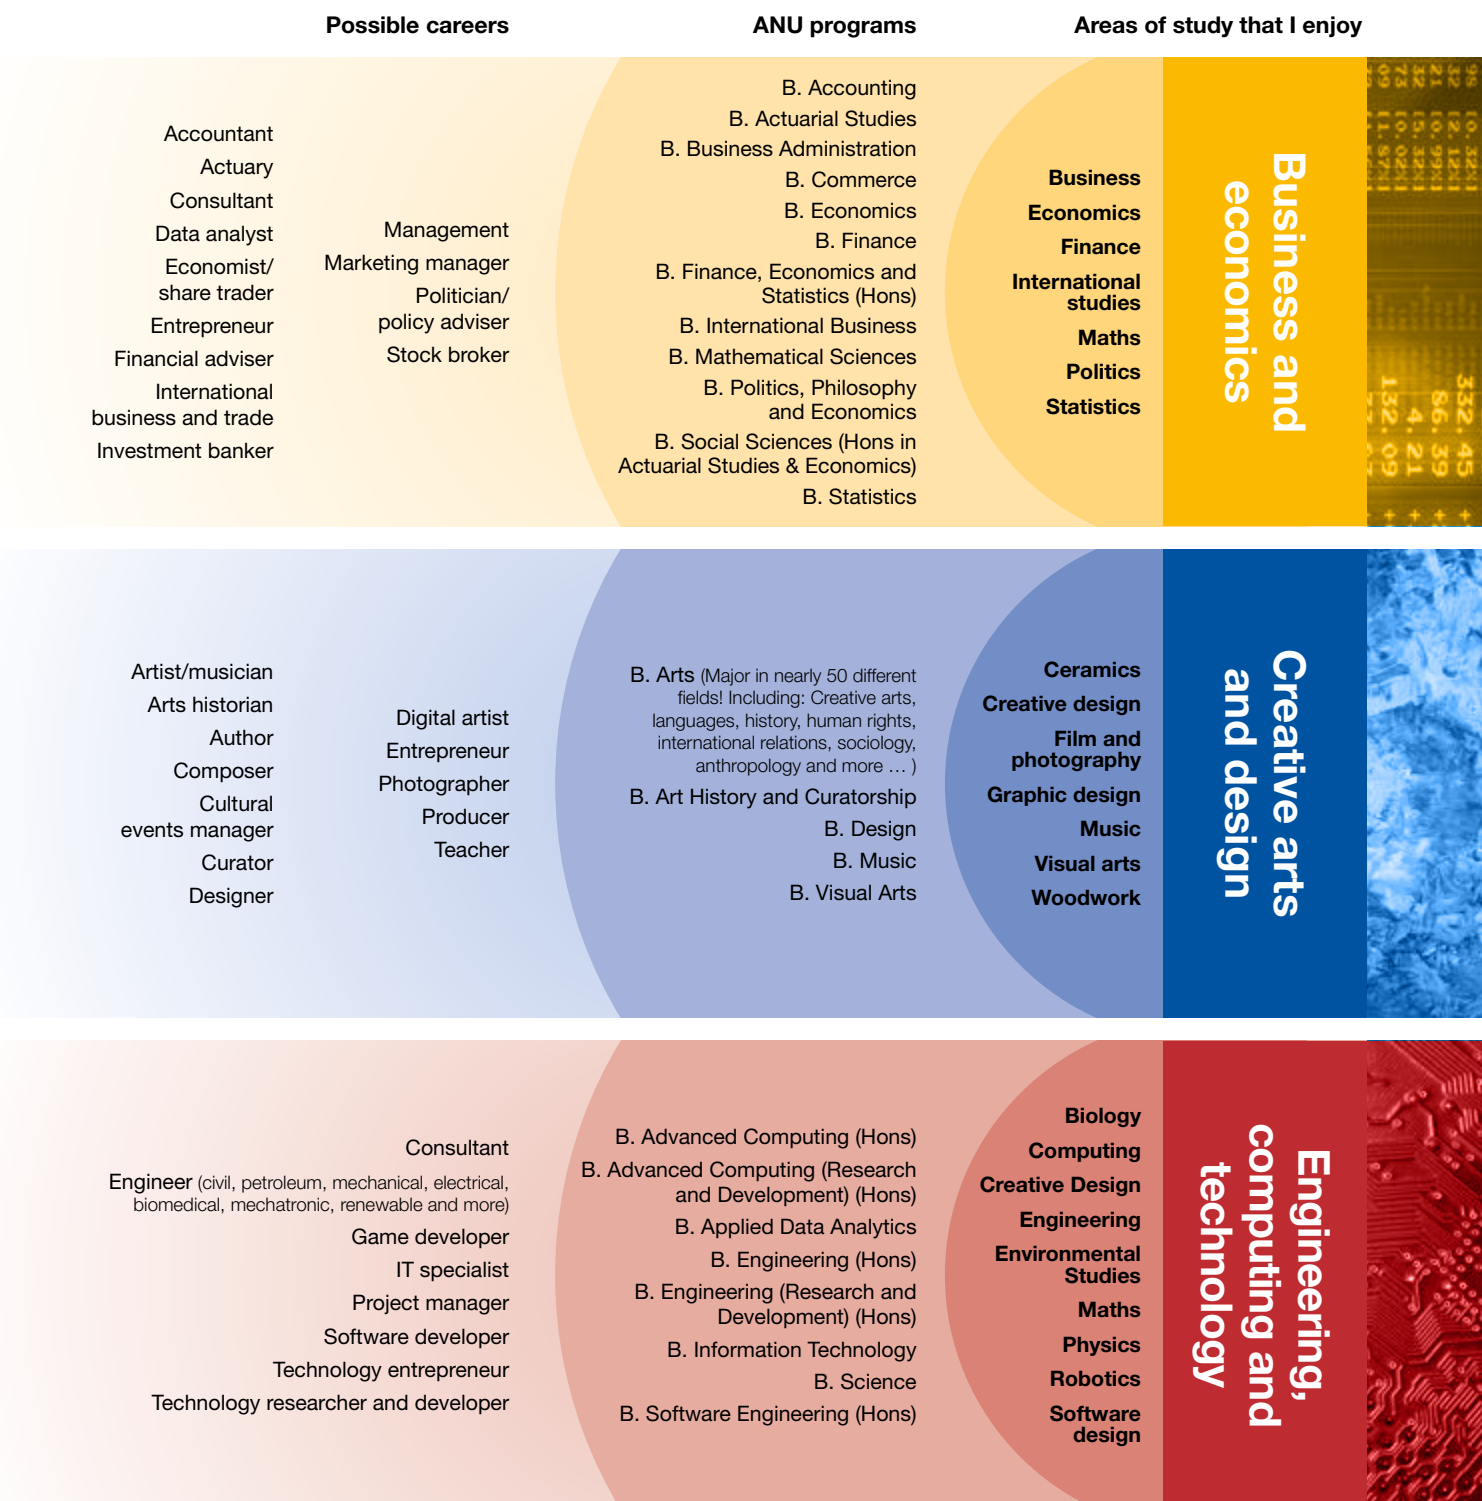 Possible careers
ANU programs
Areas of study that I enjoy
Accountant
Actuary
Consultant
Data analyst
Economist/
share trader
Entrepreneur
Financial adviser
International
business and trade
Investment banker
Management
Marketing manager
Politician/
policy adviser
Stock broker
B. Accounting
B. Actuarial Studies
B. Business Administration
B. Commerce
B. Economics
B. Finance
B. Finance, Economics and
Statistics (Hons)
B. International Business
B. Mathematical Sciences
B. Politics, Philosophy
and Economics
B. Social Sciences (Hons in
Actuarial Studies & Economics)
B. Statistics
Business
Economics
Finance
International
studies
Maths
Politics
Statistics
Business and
economics
332.45
86.39
4.21
132.09
Artist/musician
Arts historian
Author
Composer
Cultural
events manager
Curator
Designer
Digital artist
Entrepreneur
Photographer
Producer
Teacher
B. Arts (Major in nearly 50 different
fields! Including: Creative arts,
languages, history, human rights,
international relations, sociology,
anthropology and more … )
B. Art History and Curatorship
B. Design
B. Music
B. Visual Arts
Ceramics
Creative design
Film and
photography
Graphic design
Music
Visual arts
Woodwork
Creative arts
and design
Consultant
Engineer (civil, petroleum, mechanical, electrical,
biomedical, mechatronic, renewable and more)
Game developer
IT specialist
Project manager
Software developer
Technology entrepreneur
Technology researcher and developer
B. Advanced Computing (Hons)
B. Advanced Computing (Research
and Development) (Hons)
B. Applied Data Analytics
B. Engineering (Hons)
B. Engineering (Research and
Development) (Hons)
B. Information Technology
B. Science
B. Software Engineering (Hons)
Biology
Computing
Creative Design
Engineering
Environmental
Studies
Maths
Physics
Robotics
Software
design
Engineering,
computing and
technology